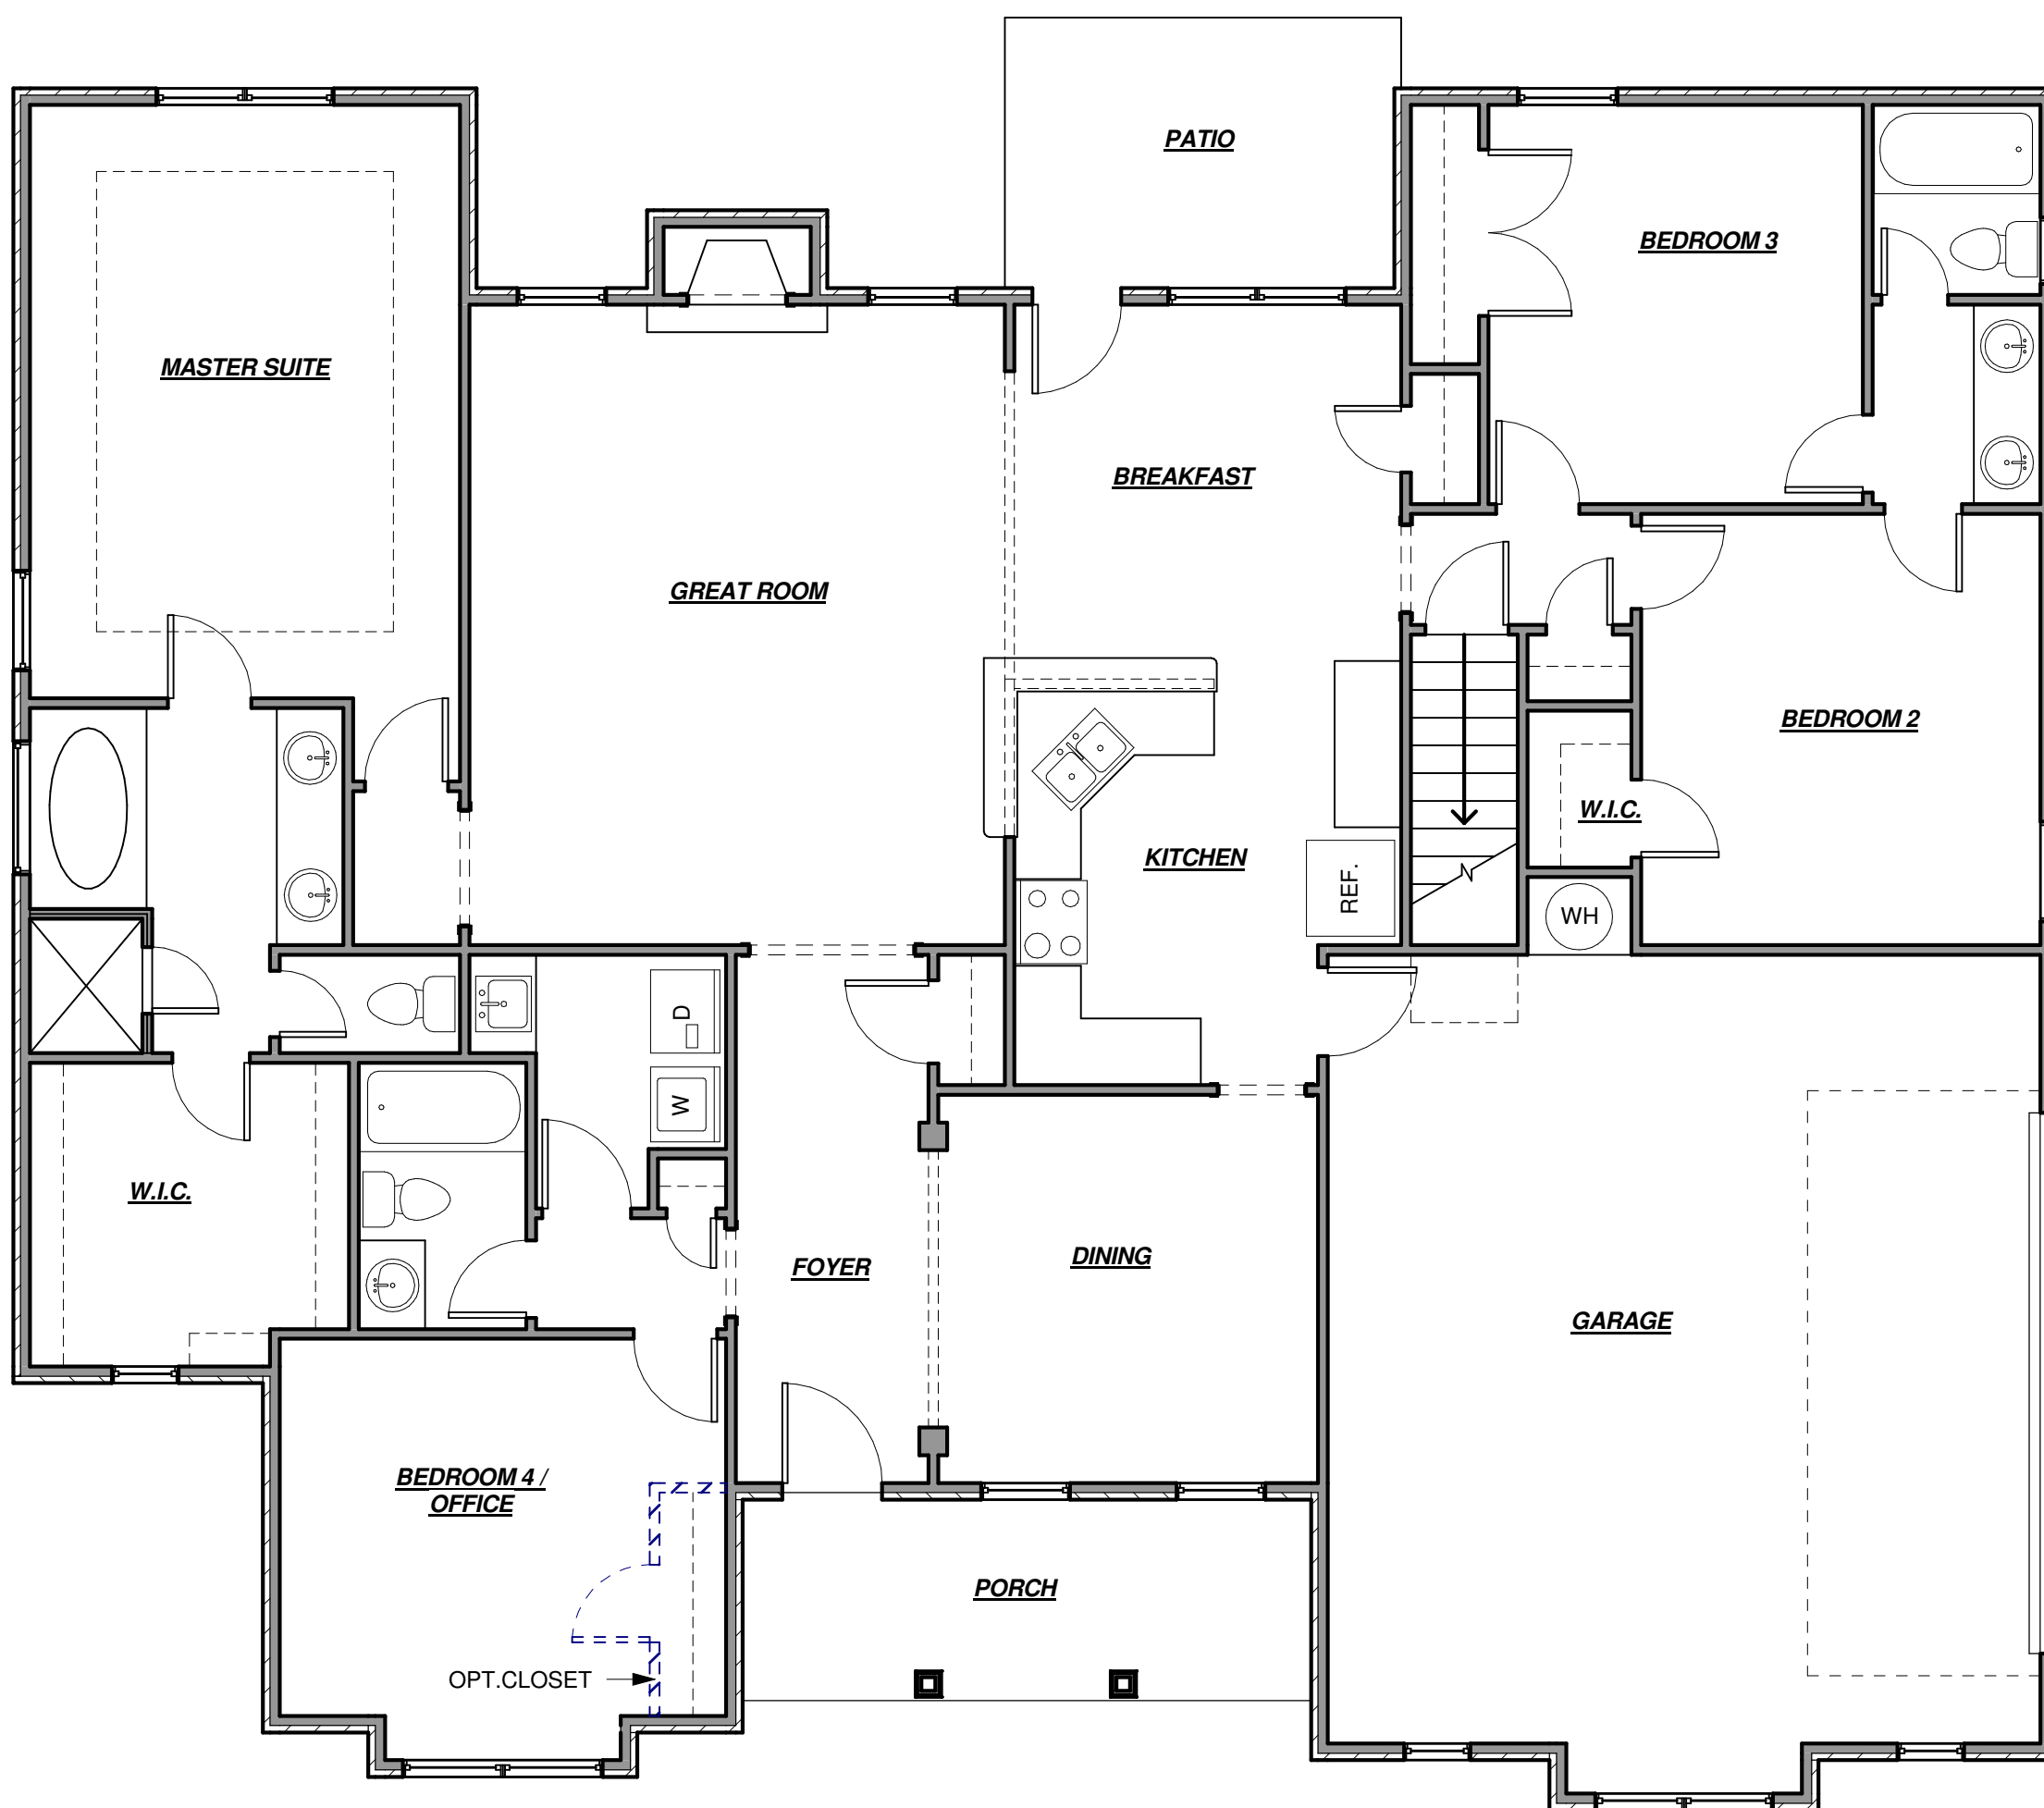 PATIO
BEDROOM 3
MASTER SUITE
BREAKFAST
GREAT ROOM
BEDROOM 2
W.I.C.
KITCHEN
REF.
WH
D
W
W.I.C.
FOYER
DINING
GARAGE
BEDROOM 4 /
OFFICE
PORCH
OPT.CLOSET